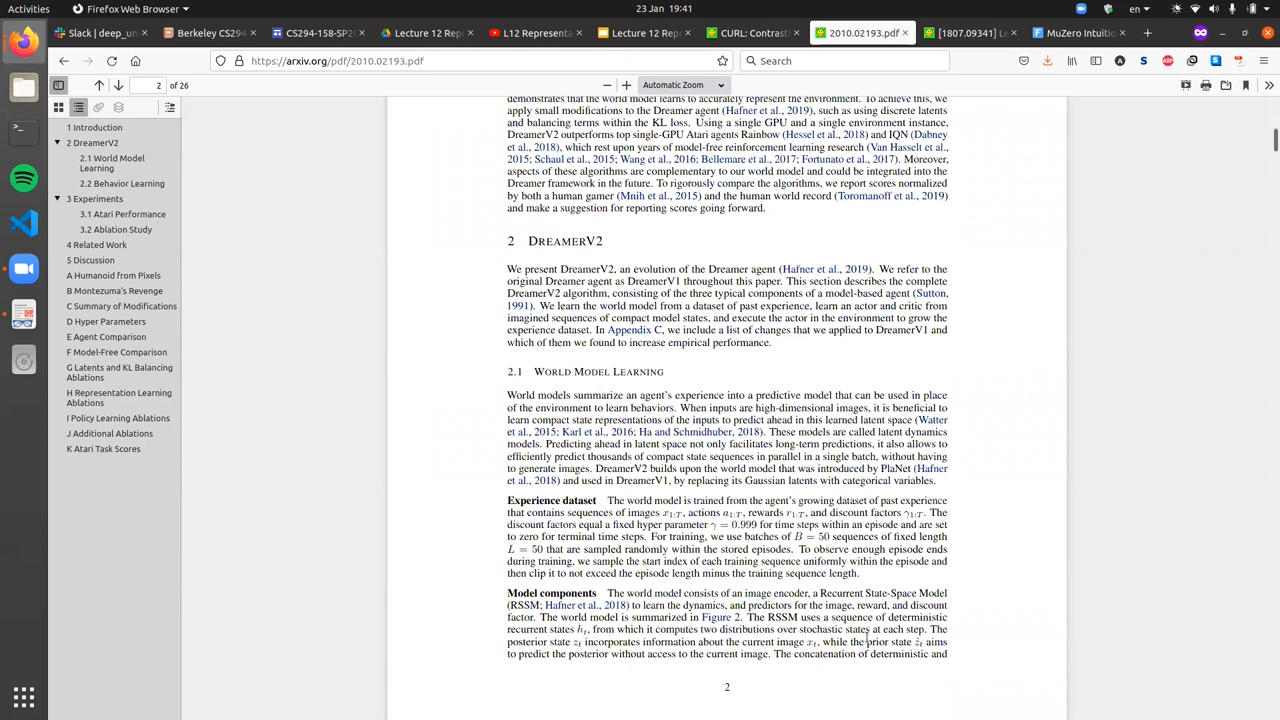 Activities
Firefox Web Browser
23 Jan 19:41
en
Slack | deep_un
Berkeley CS294
CS294-158-SP2
Lecture 12 Rep
L12 Representa
Lecture 12 Repr
CURL: Contrasti
2010.02193.pdf
[1807.09341] Le
MuZero Intuitio
https://arxiv.org/pdf/2010.02193.pdf
Search
2 of 26
Automatic Zoom
1 Introduction
2 DreamerV2
2.1 World Model
Learning
2.2 Behavior Learning
3 Experiments
3.1 Atari Performance
3.2 Ablation Study
4 Related Work
5 Discussion
A Humanoid from Pixels
B Montezuma's Revenge
C Summary of Modifications
D Hyper Parameters
E Agent Comparison
F Model-Free Comparison
G Latents and KL Balancing
Ablations
H Representation Learning
Ablations
I Policy Learning Ablations
J Additional Ablations
K Atari Task Scores
demonstrates that the world model learns to accurately represent the environment. To achieve this, we
apply small modifications to the Dreamer agent (Hafner et al., 2019), such as using discrete latents
and balancing terms within the KL loss. Using a single GPU and a single environment instance,
DreamerV2 outperforms top single-GPU Atari agents Rainbow (Hessel et al., 2018) and IQN (Dabney
et al., 2018), which rest upon years of model-free reinforcement learning research (Van Hasselt et al.,
2015; Schaul et al., 2015; Wang et al., 2016; Bellemare et al., 2017; Fortunato et al., 2017). Moreover,
aspects of these algorithms are complementary to our world model and could be integrated into the
Dreamer framework in the future. To rigorously compare the algorithms, we report scores normalized
by both a human gamer (Mnih et al., 2015) and the human world record (Toromanoff et al., 2019)
and make a suggestion for reporting scores going forward.
2 DREAMERV2
We present DreamerV2, an evolution of the Dreamer agent (Hafner et al., 2019). We refer to the
original Dreamer agent as DreamerV1 throughout this paper. This section describes the complete
DreamerV2 algorithm, consisting of the three typical components of a model-based agent (Sutton,
1991). We learn the world model from a dataset of past experience, learn an actor and critic from
imagined sequences of compact model states, and execute the actor in the environment to grow the
experience dataset. In Appendix C, we include a list of changes that we applied to DreamerV1 and
which of them we found to increase empirical performance.
2.1 WORLD MODEL LEARNING
World models summarize an agent's experience into a predictive model that can be used in place
of the environment to learn behaviors. When inputs are high-dimensional images, it is beneficial to
learn compact state representations of the inputs to predict ahead in this learned latent space (Watter
et al., 2015; Karl et al., 2016; Ha and Schmidhuber, 2018). These models are called latent dynamics
models. Predicting ahead in latent space not only facilitates long-term predictions, it also allows to
efficiently predict thousands of compact state sequences in parallel in a single batch, without having
to generate images. DreamerV2 builds upon the world model that was introduced by PlaNet (Hafner
et al., 2018) and used in DreamerV1, by replacing its Gaussian latents with categorical variables.
Experience dataset The world model is trained from the agent's growing dataset of past experience
that contains sequences of images x1:T, actions a1:T, rewards r1:T, and discount factors γ1:T. The
discount factors equal a fixed hyper parameter γ = 0.999 for time steps within an episode and are set
to zero for terminal time steps. For training, we use batches of B = 50 sequences of fixed length
L = 50 that are sampled randomly within the stored episodes. To observe enough episode ends
during training, we sample the start index of each training sequence uniformly within the episode and
then clip it to not exceed the episode length minus the training sequence length.
Model components The world model consists of an image encoder, a Recurrent State-Space Model
(RSSM; Hafner et al., 2018) to learn the dynamics, and predictors for the image, reward, and discount
factor. The world model is summarized in Figure 2. The RSSM uses a sequence of deterministic
recurrent states ht, from which it computes two distributions over stochastic states at each step. The
posterior state zt incorporates information about the current image xt, while the prior state ẑt aims
to predict the posterior without access to the current image. The concatenation of deterministic and
2